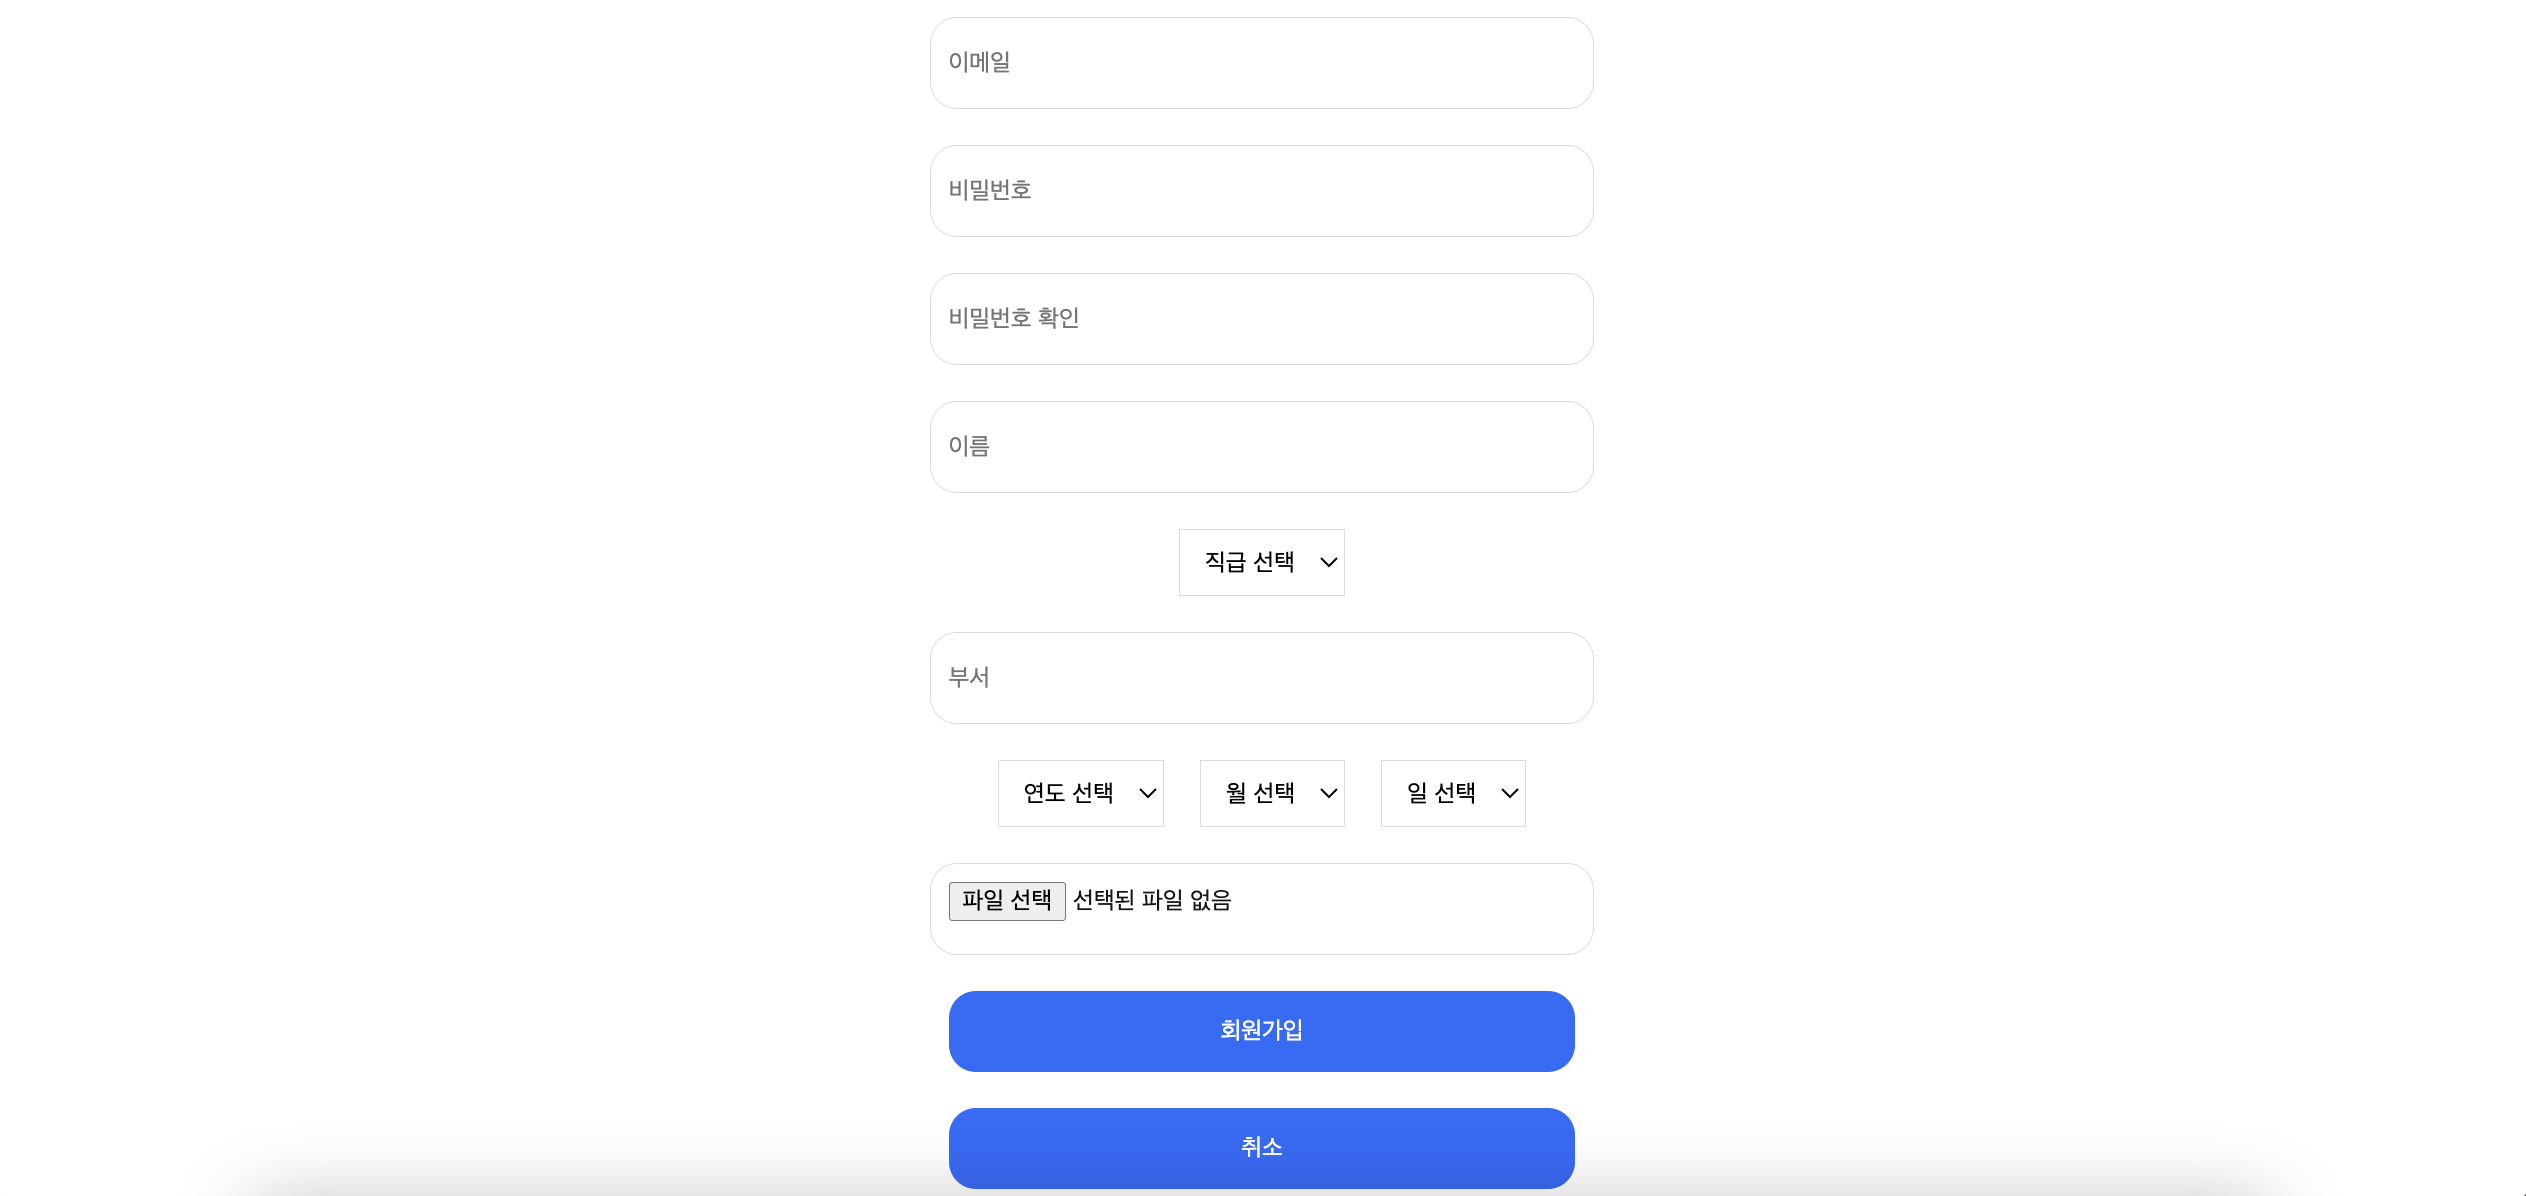 이메일
비밀번호
비밀번호 확인
이름
직급 선택
부서
연도 선택 월 선택 일 선택
파일 선택 선택된 파일 없음
회원가입
취소